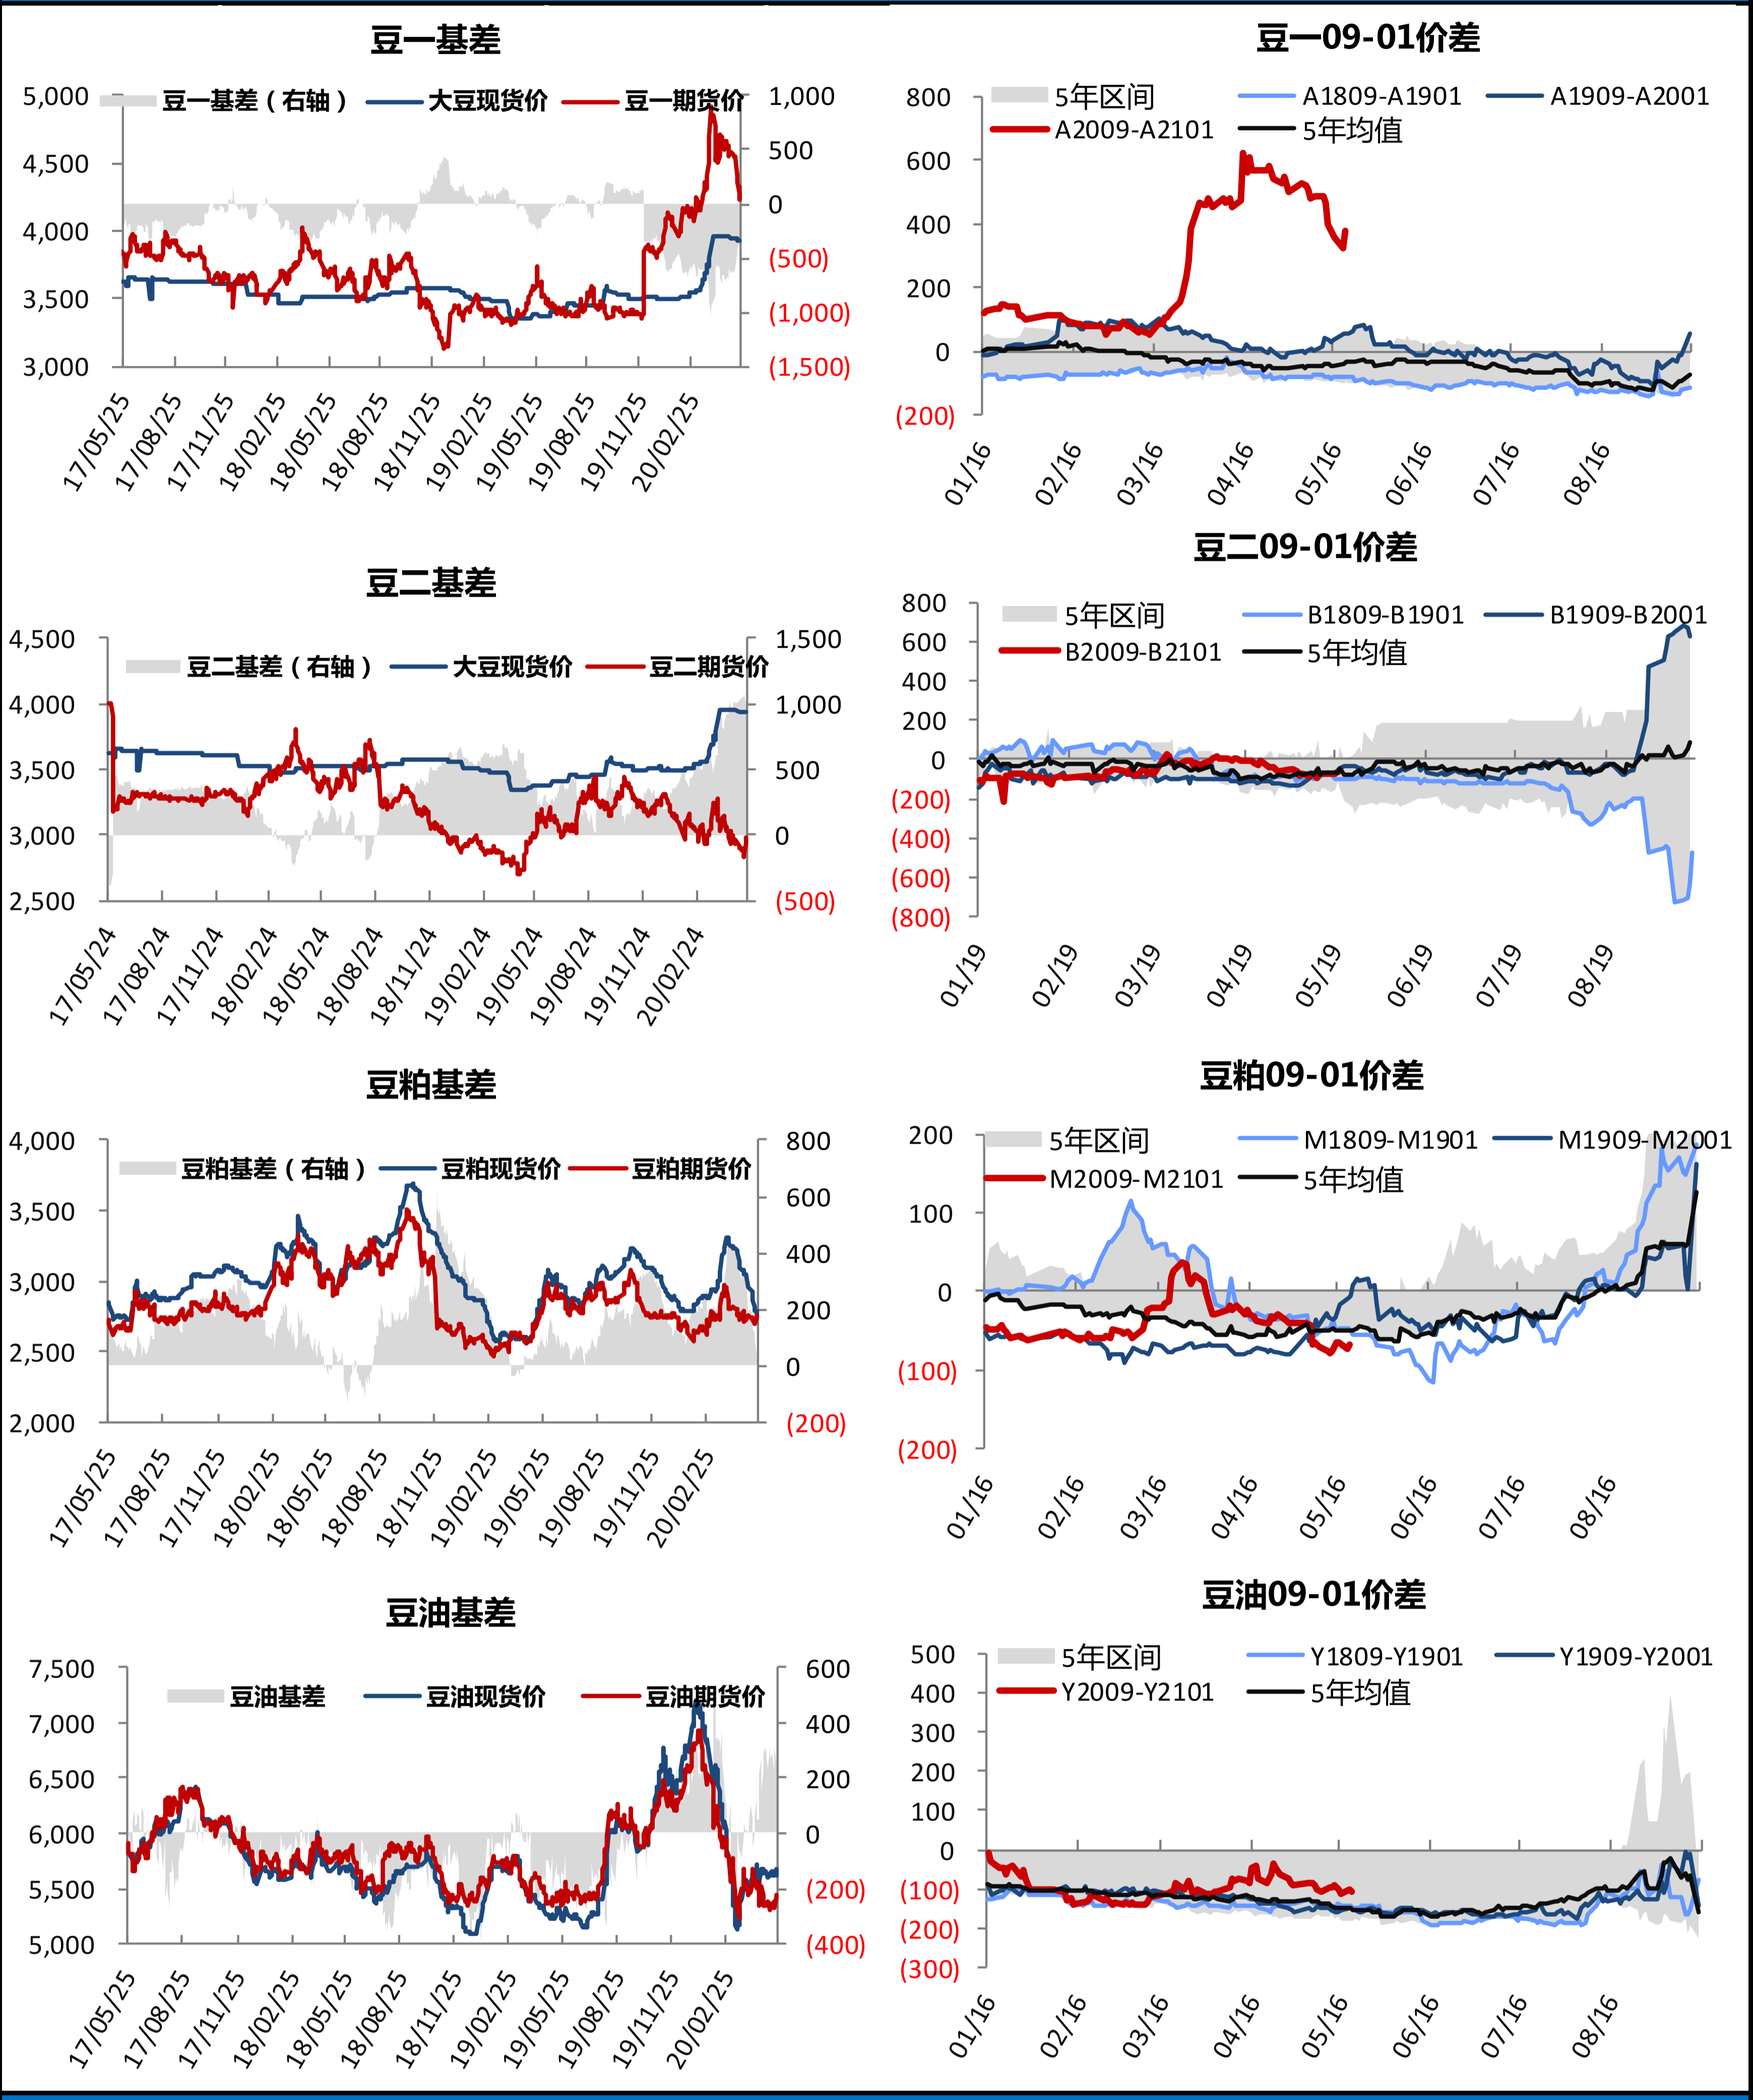 豆一基差
5,000 豆一基差（右轴） 大豆现货价 豆一期货价 1,000
4,500 500
4,000 0
3,500 (500)
3,000 (1,000)
(1,500)
17/05/25 17/08/25 17/11/25 18/02/25 18/05/25 18/08/25 18/11/25 19/02/25 19/05/25 19/08/25 19/11/25 20/02/25
豆一09-01价差
5年区间 A1809-A1901 A1909-A2001
A2009-A2101 5年均值
800
600
400
200
0
(200)
01/16 02/16 03/16 04/16 05/16 06/16 07/16 08/16
豆二基差
豆二基差（右轴） 大豆现货价 豆二期货价
4,500 1,500
4,000 1,000
3,500 500
3,000 0
2,500 (500)
17/05/24 17/08/24 17/11/24 18/02/24 18/05/24 18/08/24 18/11/24 19/02/24 19/05/24 19/08/24 19/11/24 20/02/24
豆二09-01价差
5年区间 B1809-B1901 B1909-B2001
B2009-B2101 5年均值
800
600
400
200
0
(200)
(400)
(600)
(800)
01/19 02/19 03/19 04/19 05/19 06/19 07/19 08/19
豆粕基差
豆粕基差（右轴） 豆粕现货价 豆粕期货价
4,000 800
3,500 600
3,000 400
2,500 200
2,000 0
(200)
17/05/25 17/08/25 17/11/25 18/02/25 18/05/25 18/08/25 18/11/25 19/02/25 19/05/25 19/08/25 19/11/25 20/02/25
豆粕09-01价差
5年区间 M1809-M1901 M1909-M2001
M2009-M2101 5年均值
200
100
0
(100)
(200)
01/16 02/16 03/16 04/16 05/16 06/16 07/16 08/16
豆油基差
豆油基差 豆油现货价 豆油期货价
7,500 600
7,000 400
6,500 200
6,000 0
5,500 (200)
5,000 (400)
17/05/25 17/08/25 17/11/25 18/02/25 18/05/25 18/08/25 18/11/25 19/02/25 19/05/25 19/08/25 19/11/25 20/02/25
豆油09-01价差
5年区间 Y1809-Y1901 Y1909-Y2001
Y2009-Y2101 5年均值
500
400
300
200
100
0
(100)
(200)
(300)
01/16 02/16 03/16 04/16 05/16 06/16 07/16 08/16